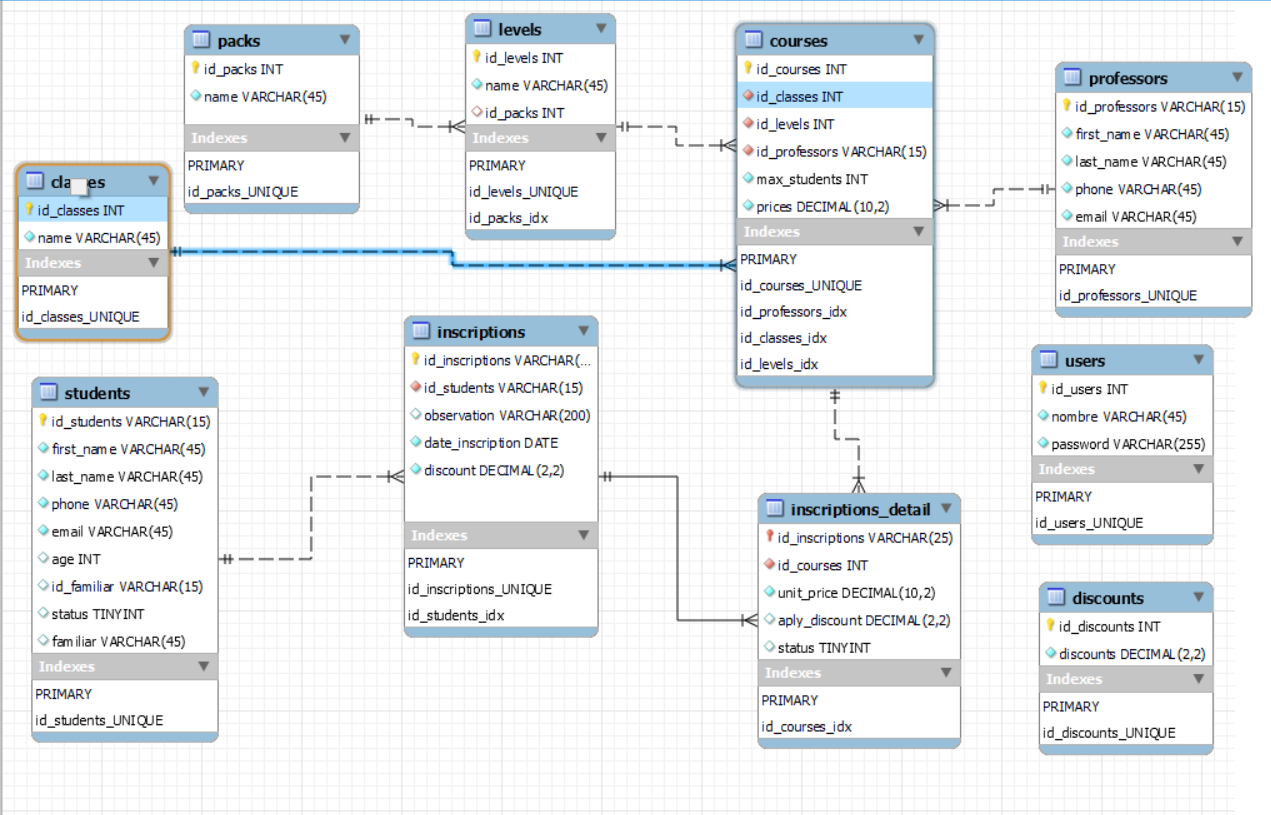 packs
id_packs INT
name VARCHAR(45)
Indexes
PRIMARY
id_packs_UNIQUE
levels
id_levels INT
name VARCHAR(45)
id_packs INT
Indexes
PRIMARY
id_levels_UNIQUE
id_packs_idx
courses
id_courses INT
id_classes INT
id_levels INT
id_professors VARCHAR(15)
max_students INT
prices DECIMAL(10,2)
Indexes
PRIMARY
id_courses_UNIQUE
id_professors_idx
id_classes_idx
id_levels_idx
professors
id_professors VARCHAR(15)
first_name VARCHAR(45)
last_name VARCHAR(45)
phone VARCHAR(45)
email VARCHAR(45)
Indexes
PRIMARY
id_professors_UNIQUE
id_classes INT
name VARCHAR(45)
Indexes
PRIMARY
id_classes_UNIQUE
students
id_students VARCHAR(15)
first_name VARCHAR(45)
last_name VARCHAR(45)
phone VARCHAR(45)
email VARCHAR(45)
age INT
id_familiar VARCHAR(15)
status TINYINT
familiar VARCHAR(45)
Indexes
PRIMARY
id_students_UNIQUE
inscriptions
id_inscriptions VARCHAR(...
id_students VARCHAR(15)
observation VARCHAR(200)
date_inscription DATE
discount DECIMAL(2,2)
Indexes
PRIMARY
id_inscriptions_UNIQUE
id_students_idx
inscriptions_detail
id_inscriptions VARCHAR(25)
id_courses INT
unit_price DECIMAL(10,2)
aply_discount DECIMAL(2,2)
status TINYINT
Indexes
PRIMARY
id_courses_idx
users
id_users INT
nombre VARCHAR(45)
password VARCHAR(255)
Indexes
PRIMARY
id_users_UNIQUE
discounts
id_discounts INT
discounts DECIMAL(2,2)
Indexes
PRIMARY
id_discounts_UNIQUE